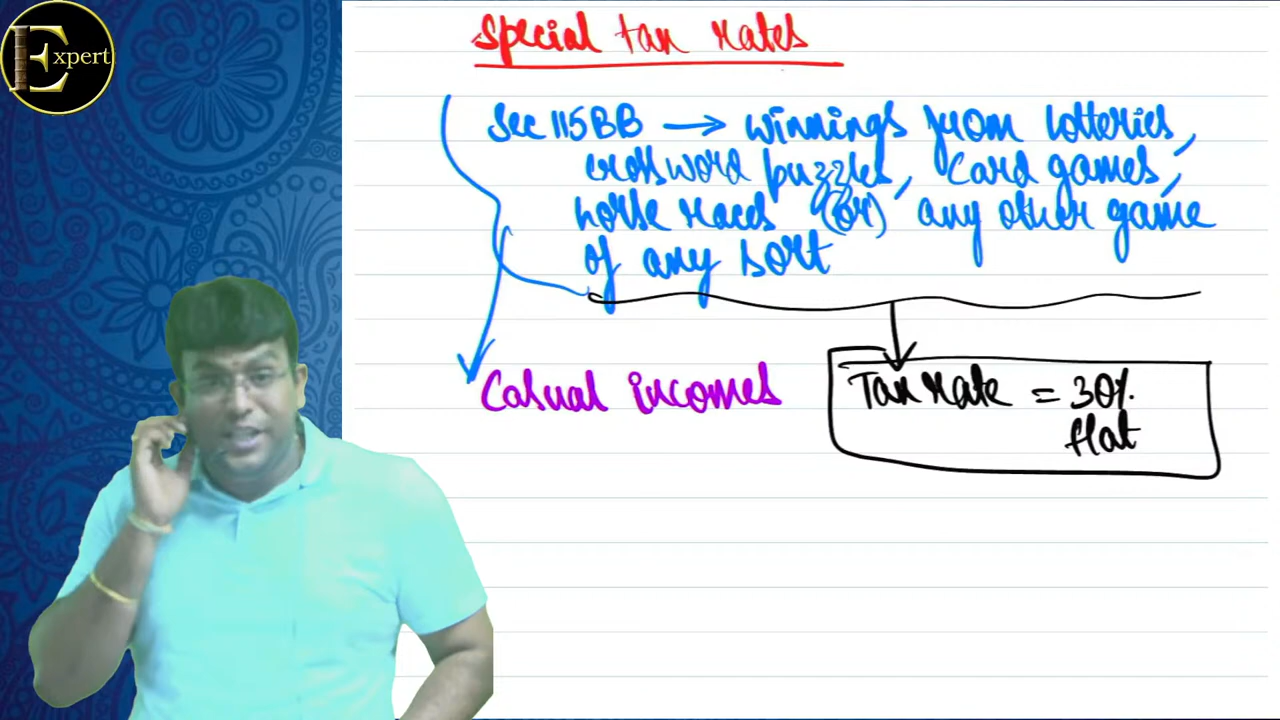 Expert
Special tax rates
Sec 115BB → winnings from lotteries,
crossword puzzles, card games,
horse races (or) any other game
of any sort
Casual incomes
Tax rate = 30%
flat